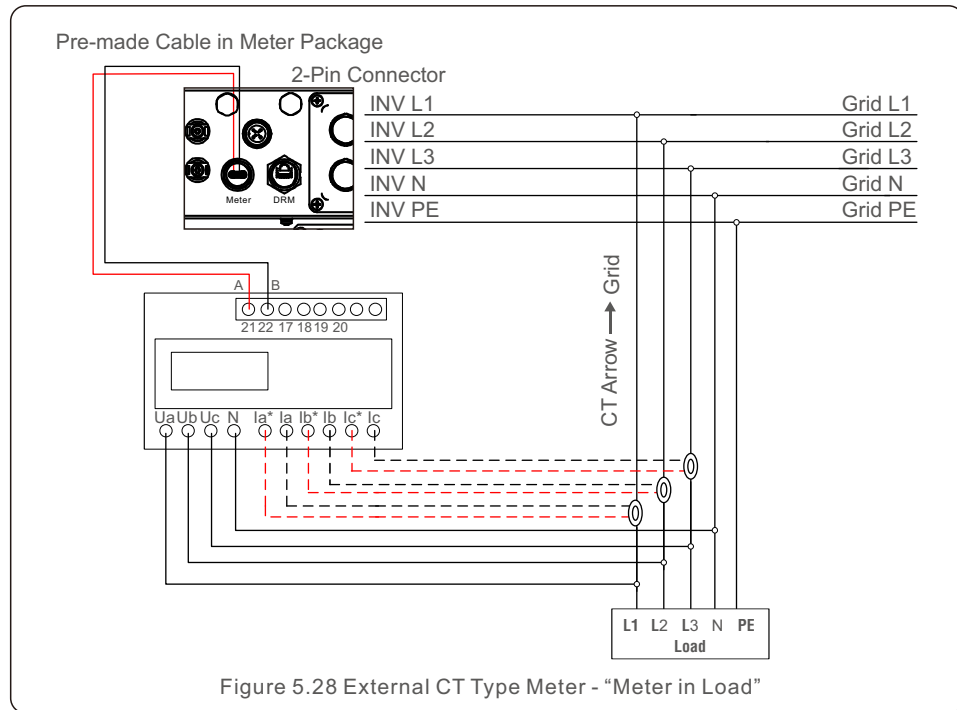 Pre-made Cable in Meter Package
2-Pin Connector
INV L1 Grid L1
INV L2 Grid L2
INV L3 Grid L3
INV N Grid N
INV PE Grid PE
Meter DRM
CT Arrow → Grid
A B
21 22 17 18 19 20
Ua Ub Uc N Ia* Ia Ib* Ib Ic* Ic
L1 L2 L3 N PE
Load
Figure 5.28 External CT Type Meter - “Meter in Load”